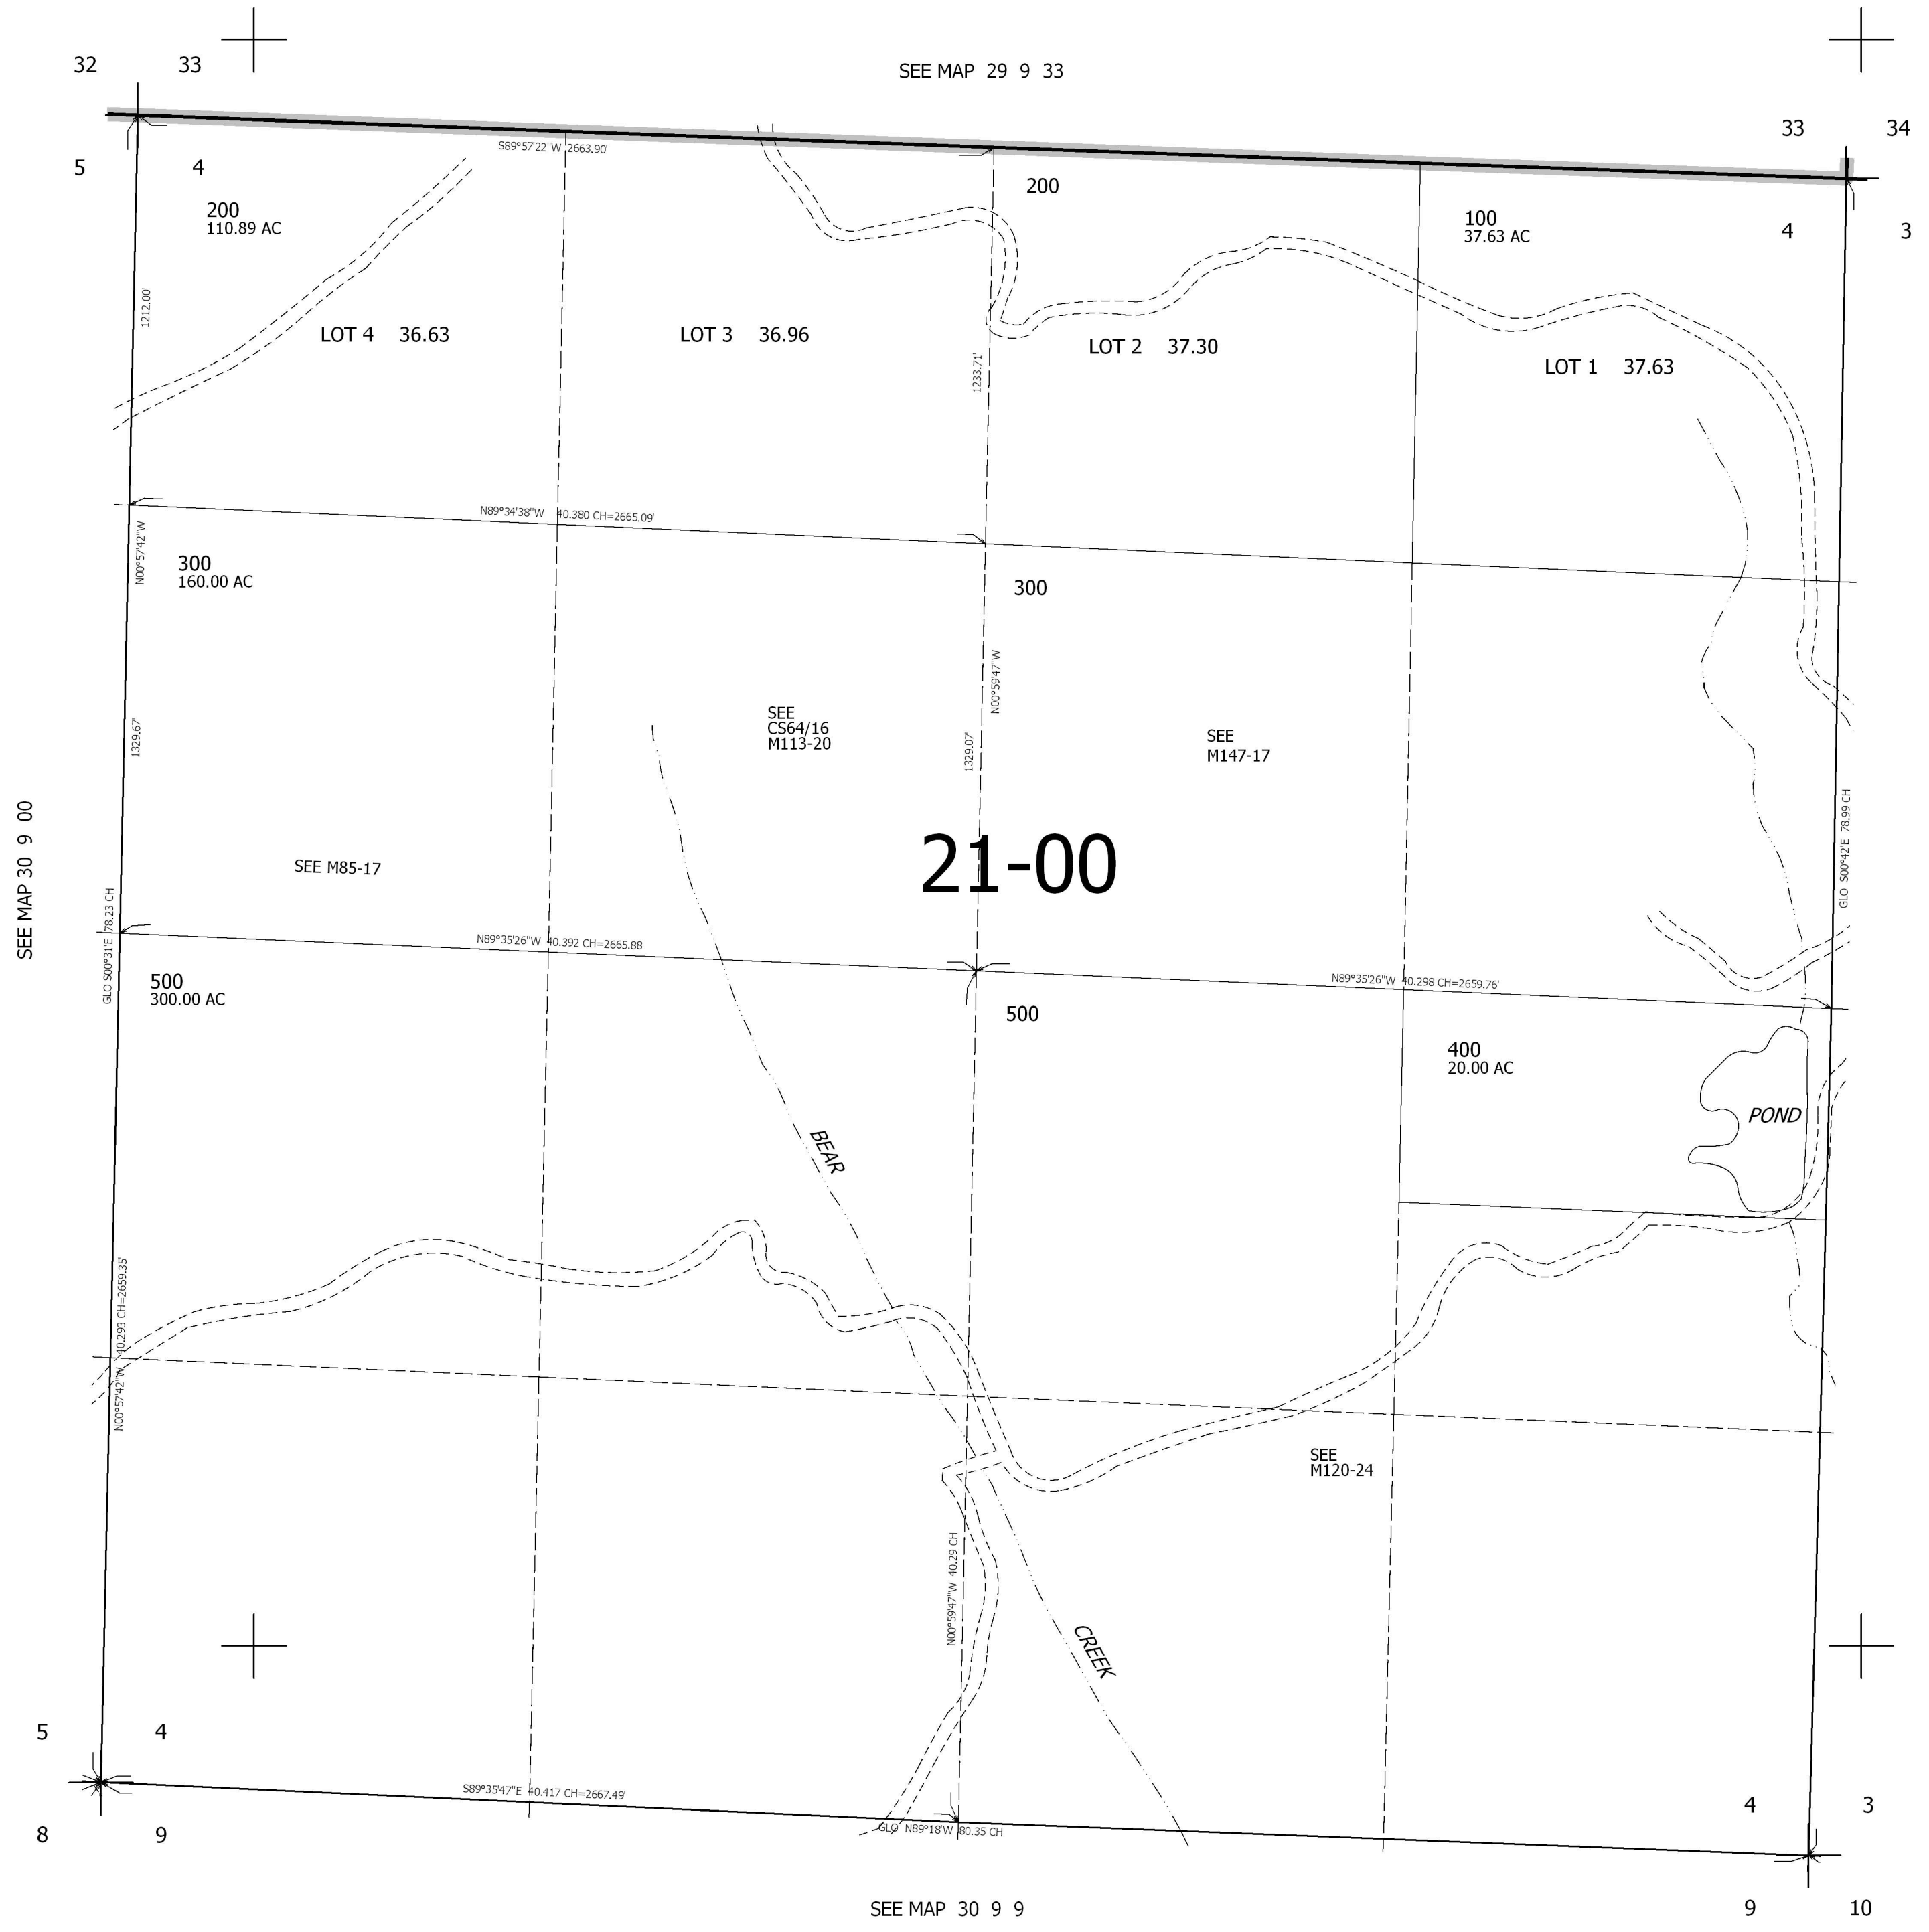 32 33
SEE MAP 29 9 33
33 34
5 4
S89°57'22"W 2663.90'
200
110.89 AC
200
100
37.63 AC
4 3
1212.00'
LOT 4 36.63
LOT 3 36.96
LOT 2 37.30
LOT 1 37.63
1233.71'
N89°34'38"W 40.380 CH=2665.09'
N00°57'42"W
300
160.00 AC
300
N00°59'47"W
SEE
CS64/16
M113-20
SEE
M147-17
1329.67'
1329.07'
SEE MAP 30 9 00
21-00
GLO S00°42'E 78.99 CH
SEE M85-17
GLO S00°31'E 78.23 CH
N89°35'26"W 40.392 CH=2665.88
N89°35'26"W 40.298 CH=2659.76'
500
300.00 AC
500
400
20.00 AC
POND
BEAR
N00°57'42"W 40.293 CH=2659.35'
SEE
M120-24
N00°59'47"W 40.29 CH
CREEK
5 4
S89°35'47"E 40.417 CH=2667.49'
GLO N89°18'W 80.35 CH
4 3
8 9
SEE MAP 30 9 9
9 10